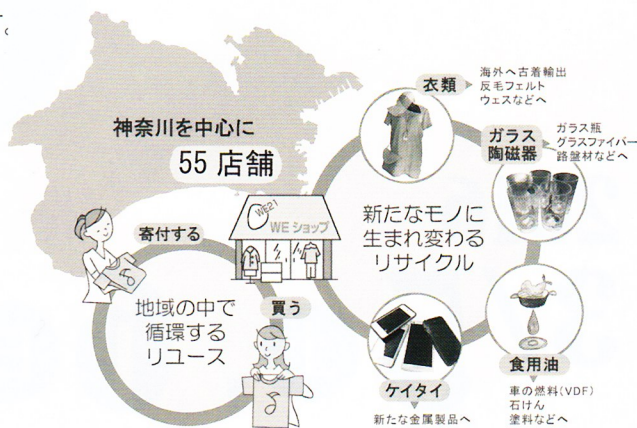 。
神奈川を中心に
55 店舗
衣類
海外へ古着輸出
反毛フェルト
ウェスなどへ
ガラス
陶磁器
ガラス瓶
グラスファイバー
路盤材などへ
WE21
WE ショップ
寄付する
新たなモノに
生まれ変わる
リサイクル
地域の中で
循環する
リユース
買う
ケイタイ
新たな金属製品へ
食用油
車の燃料(VDF)
石けん
塗料などへ